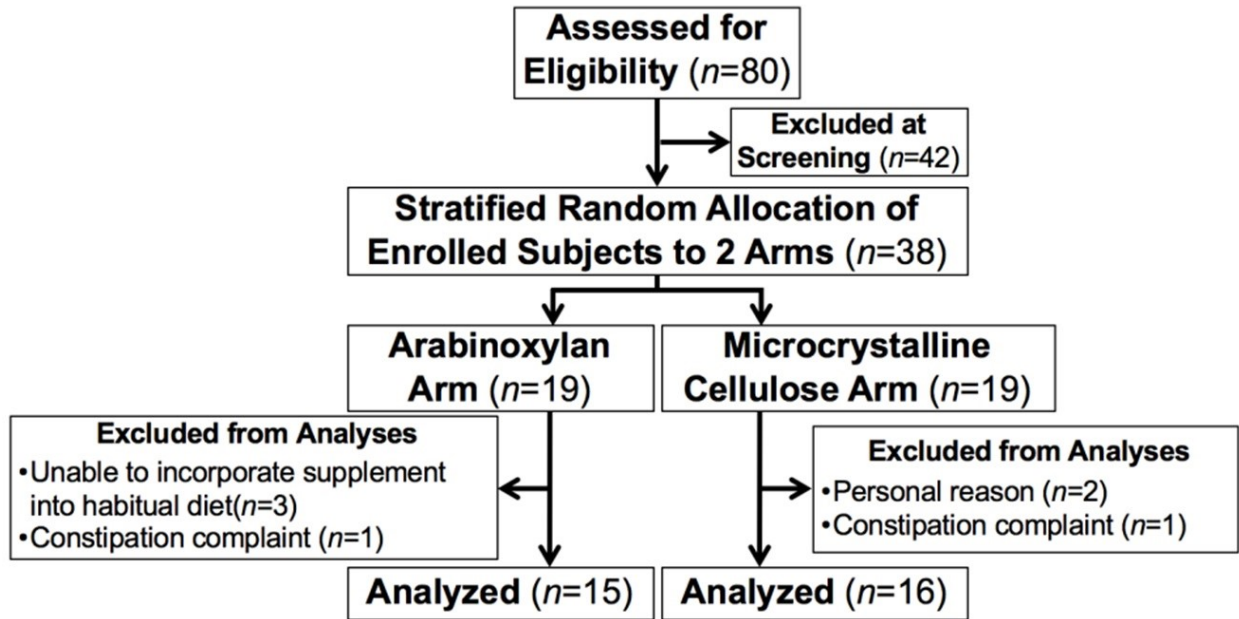 Assessed for
Eligibility (n=80)
Excluded at
Screening (n=42)
Stratified Random Allocation of
Enrolled Subjects to 2 Arms (n=38)
Arabinoxylan
Arm (n=19)
Microcrystalline
Cellulose Arm (n=19)
Excluded from Analyses
•Unable to incorporate supplement
into habitual diet(n=3)
•Constipation complaint (n=1)
Excluded from Analyses
•Personal reason (n=2)
•Constipation complaint (n=1)
Analyzed (n=15)
Analyzed (n=16)